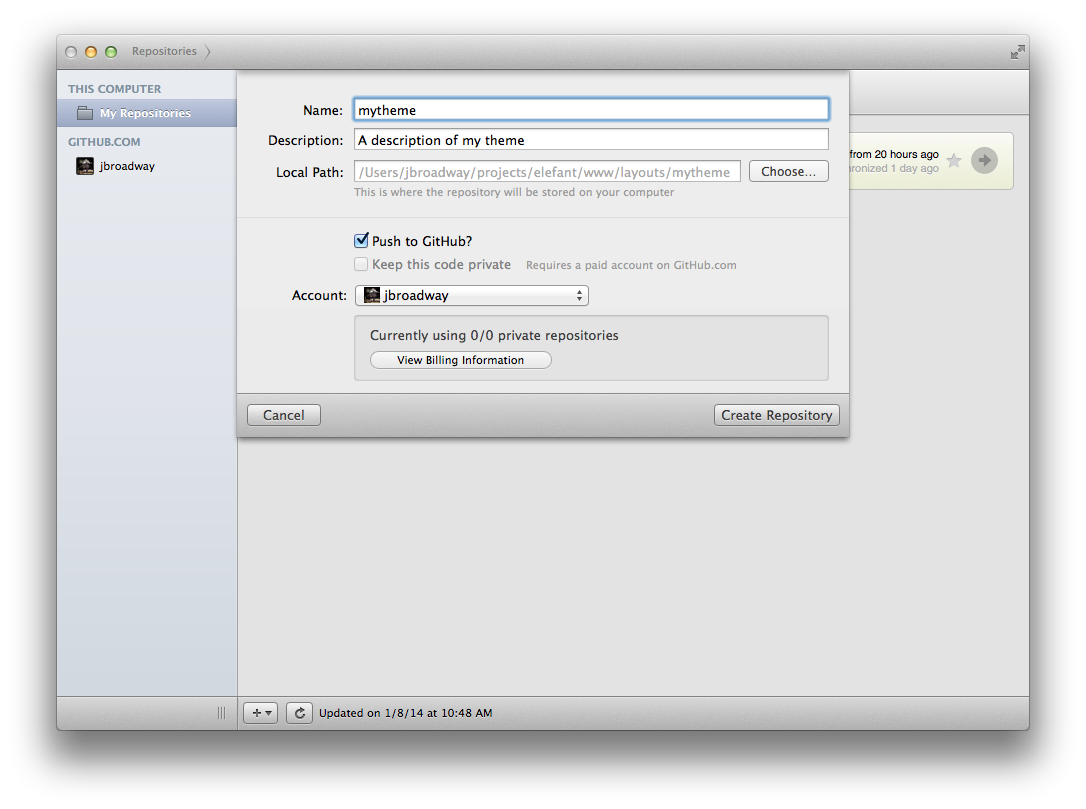 Repositories
THIS COMPUTER
My Repositories
GITHUB.COM
jbroadway
Name: mytheme
Description: A description of my theme
Local Path: /Users/jbroadway/projects/elefant/www/layouts/mytheme Choose...
This is where the repository will be stored on your computer
Push to GitHub?
Keep this code private Requires a paid account on GitHub.com
Account: jbroadway
Currently using 0/0 private repositories
View Billing Information
Cancel Create Repository
from 20 hours ago
1 day ago
Updated on 1/8/14 at 10:48 AM